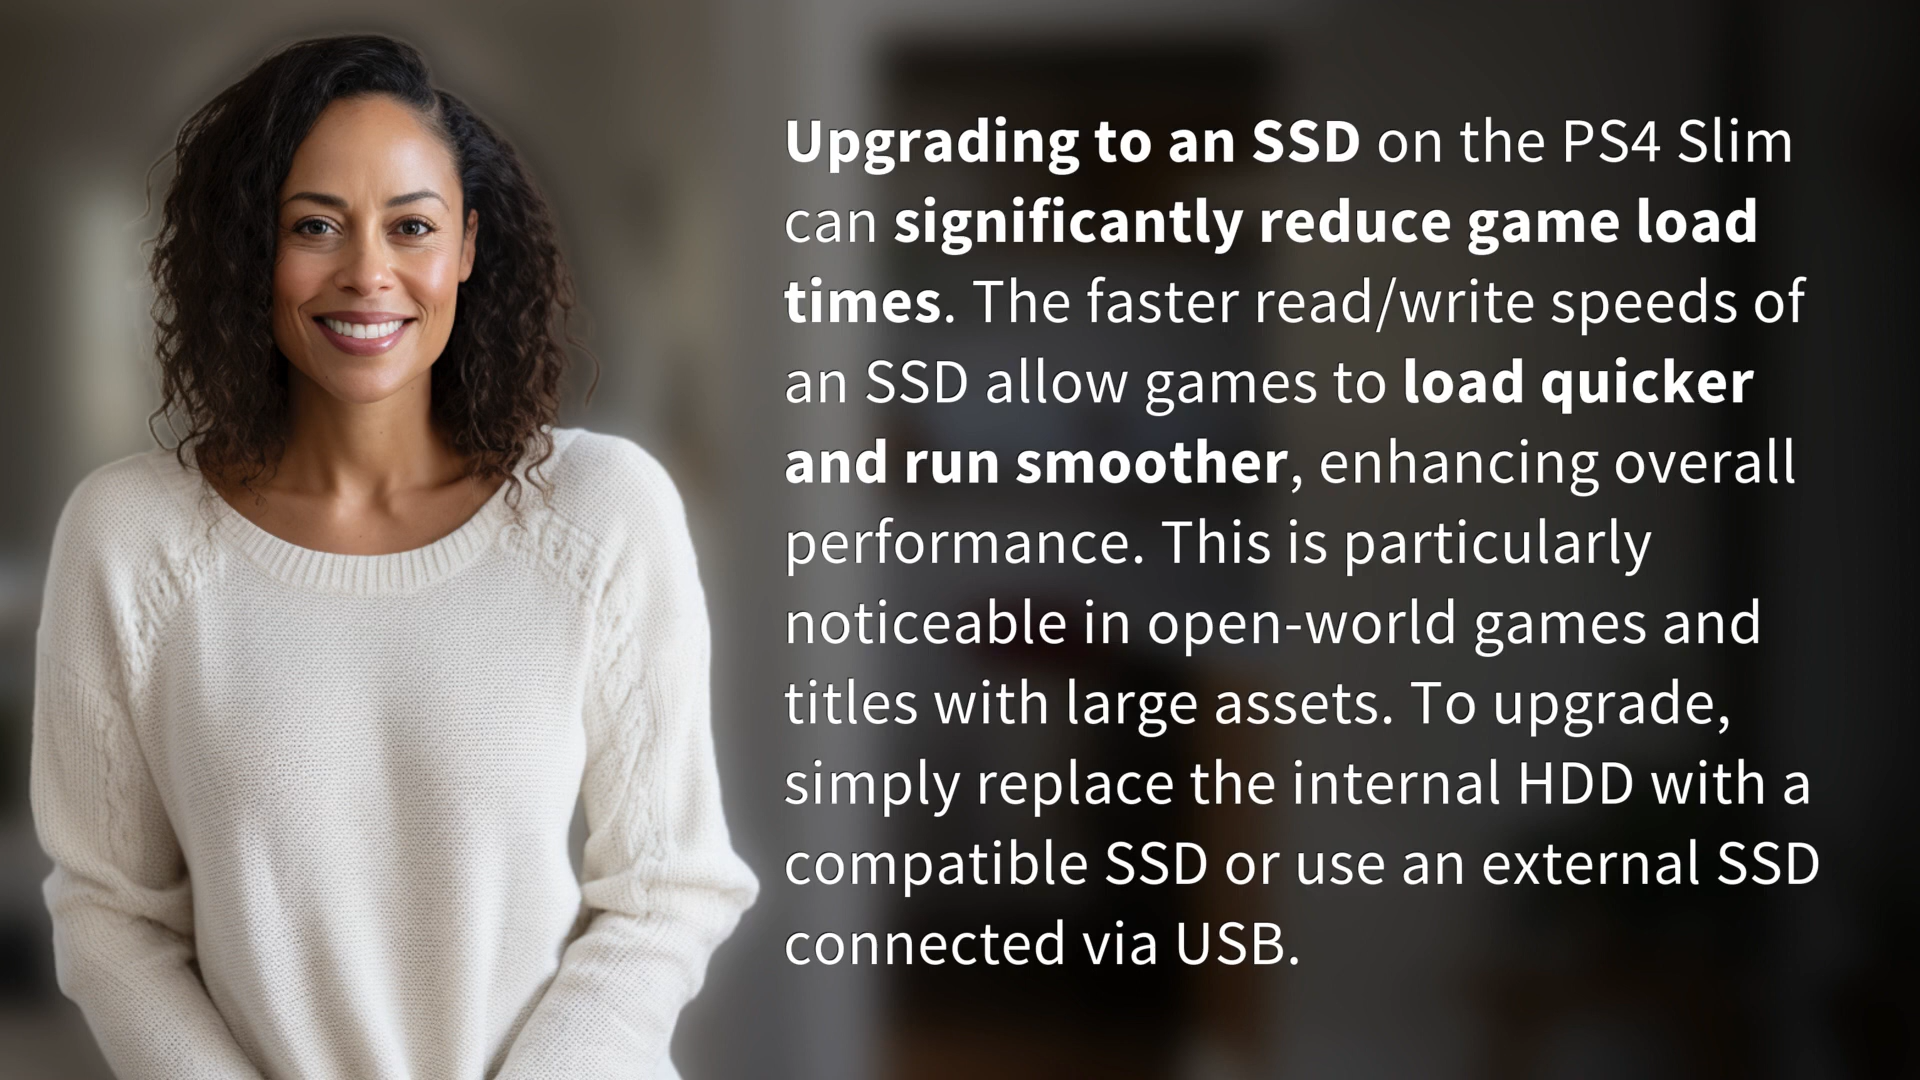 Upgrading to an SSD on the PS4 Slim
can significantly reduce game load
times. The faster read/write speeds of
an SSD allow games to load quicker
and run smoother, enhancing overall
performance. This is particularly
noticeable in open-world games and
titles with large assets. To upgrade,
simply replace the internal HDD with a
compatible SSD or use an external SSD
connected via USB.